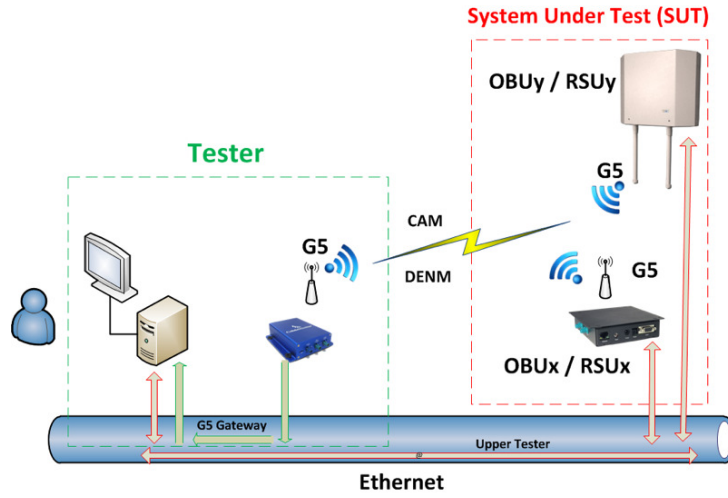 System Under Test (SUT)
OBUy / RSUy
Tester
G5
CAM
G5
DENM
G5
OBUx / RSUx
G5 Gateway
Upper Tester
@
Ethernet